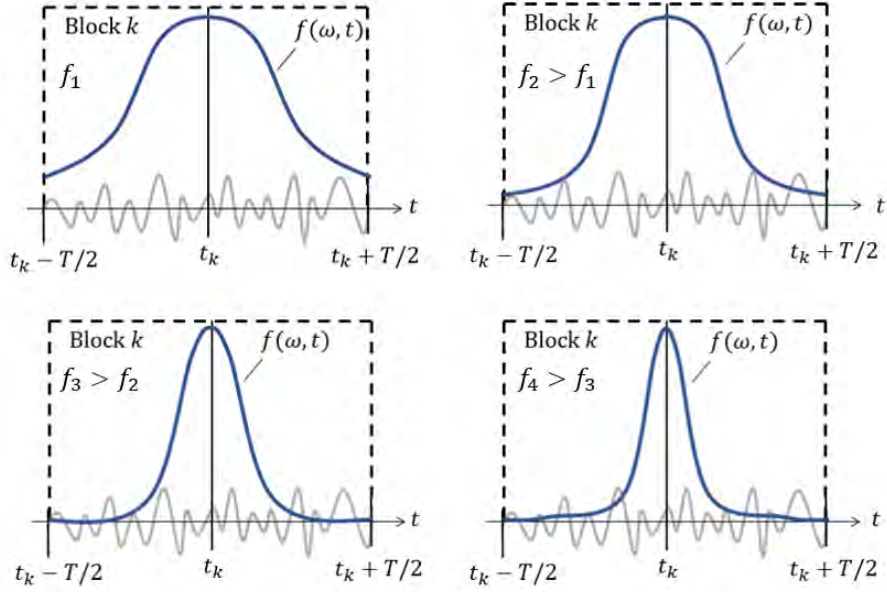 Block k
f(ω, t)
f₁
t
tₖ − T/2
tₖ
tₖ + T/2
Block k
f(ω, t)
f₂ > f₁
t
tₖ − T/2
tₖ
tₖ + T/2
Block k
f(ω, t)
f₃ > f₂
t
tₖ − T/2
tₖ
tₖ + T/2
Block k
f(ω, t)
f₄ > f₃
t
tₖ − T/2
tₖ
tₖ + T/2